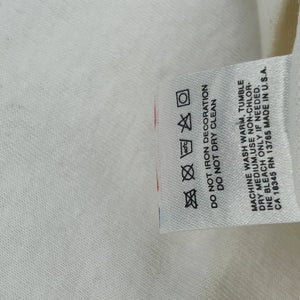 DO NOT IRON DECORATION
DO NOT DRY CLEAN
MACHINE WASH WARM, TUMBLE
DRY MEDIUM.USE NON-CHLOR-
INE BLEACH ONLY IF NEEDED.
CA 18345 RN 13765 MADE IN U.S.A.